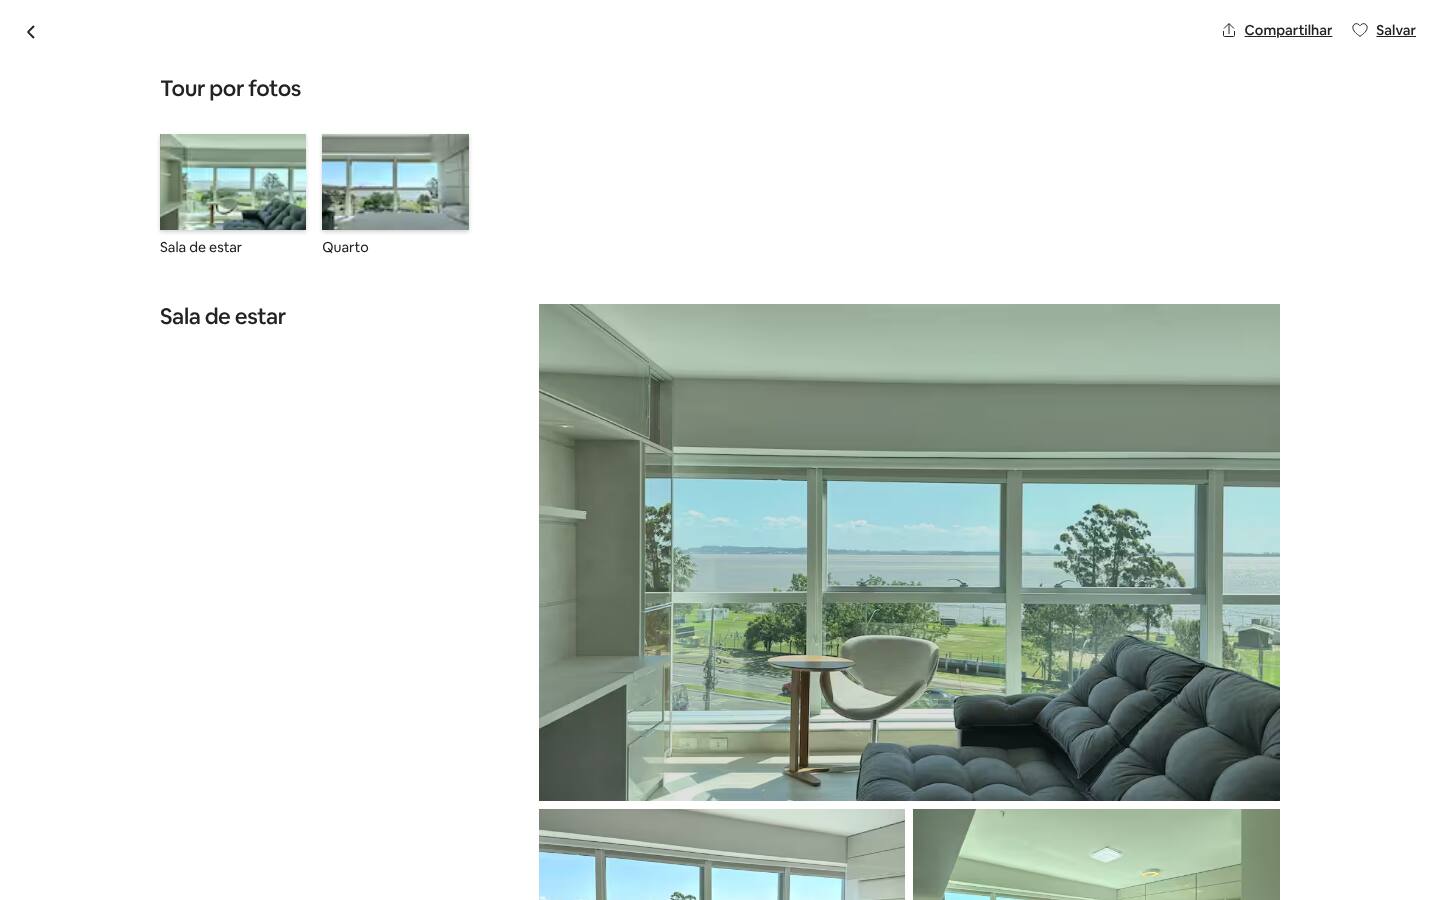 Compartilhar
Salvar
Tour por fotos
Sala de estar
Quarto
Sala de estar